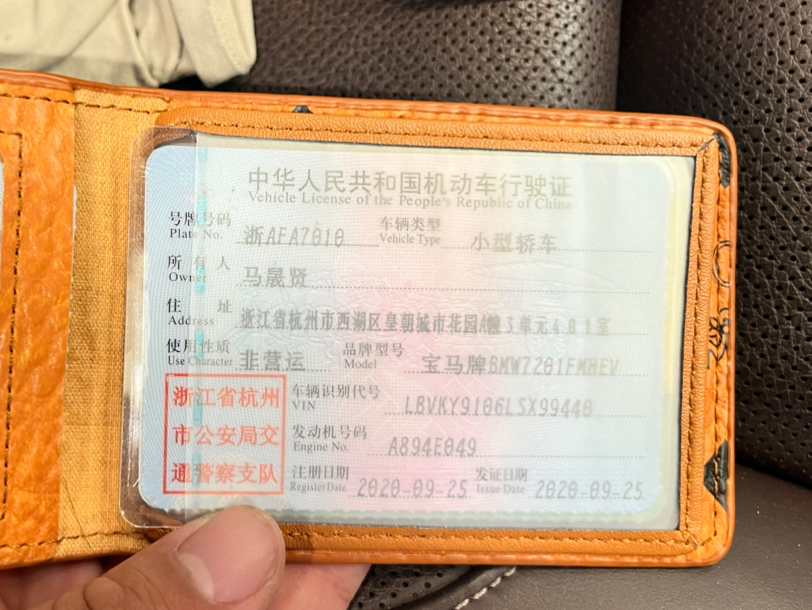 中华人民共和国机动车行驶证
Vehicle License of the People's Republic of China
号牌号码 浙AFA7010 车辆类型 小型轿车
Plate No. Vehicle Type
所有人 马晟贤
Owner
住址 浙江省杭州市西湖区皇朝城市花园A幢3单元401室
Address
使用性质 非营运 品牌型号 宝马牌BMW7201FMHEV
Use Character Model
浙江省杭州 车辆识别代号 LBVKY9106LSX99440
VIN
市公安局交 发动机号码 A894E049
Engine No.
通警察支队 注册日期 2020-09-25 发证日期 2020-09-25
Register Date Issue Date